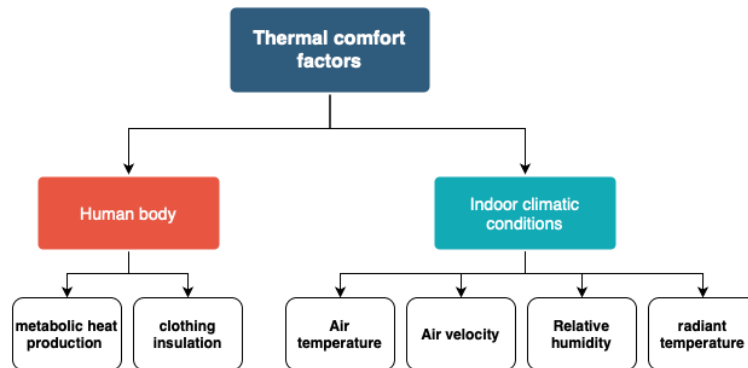 Thermal comfort
factors
Human body
Indoor climatic
conditions
metabolic heat
production
clothing
insulation
Air
temperature
Air velocity
Relative
humidity
radiant
temperature